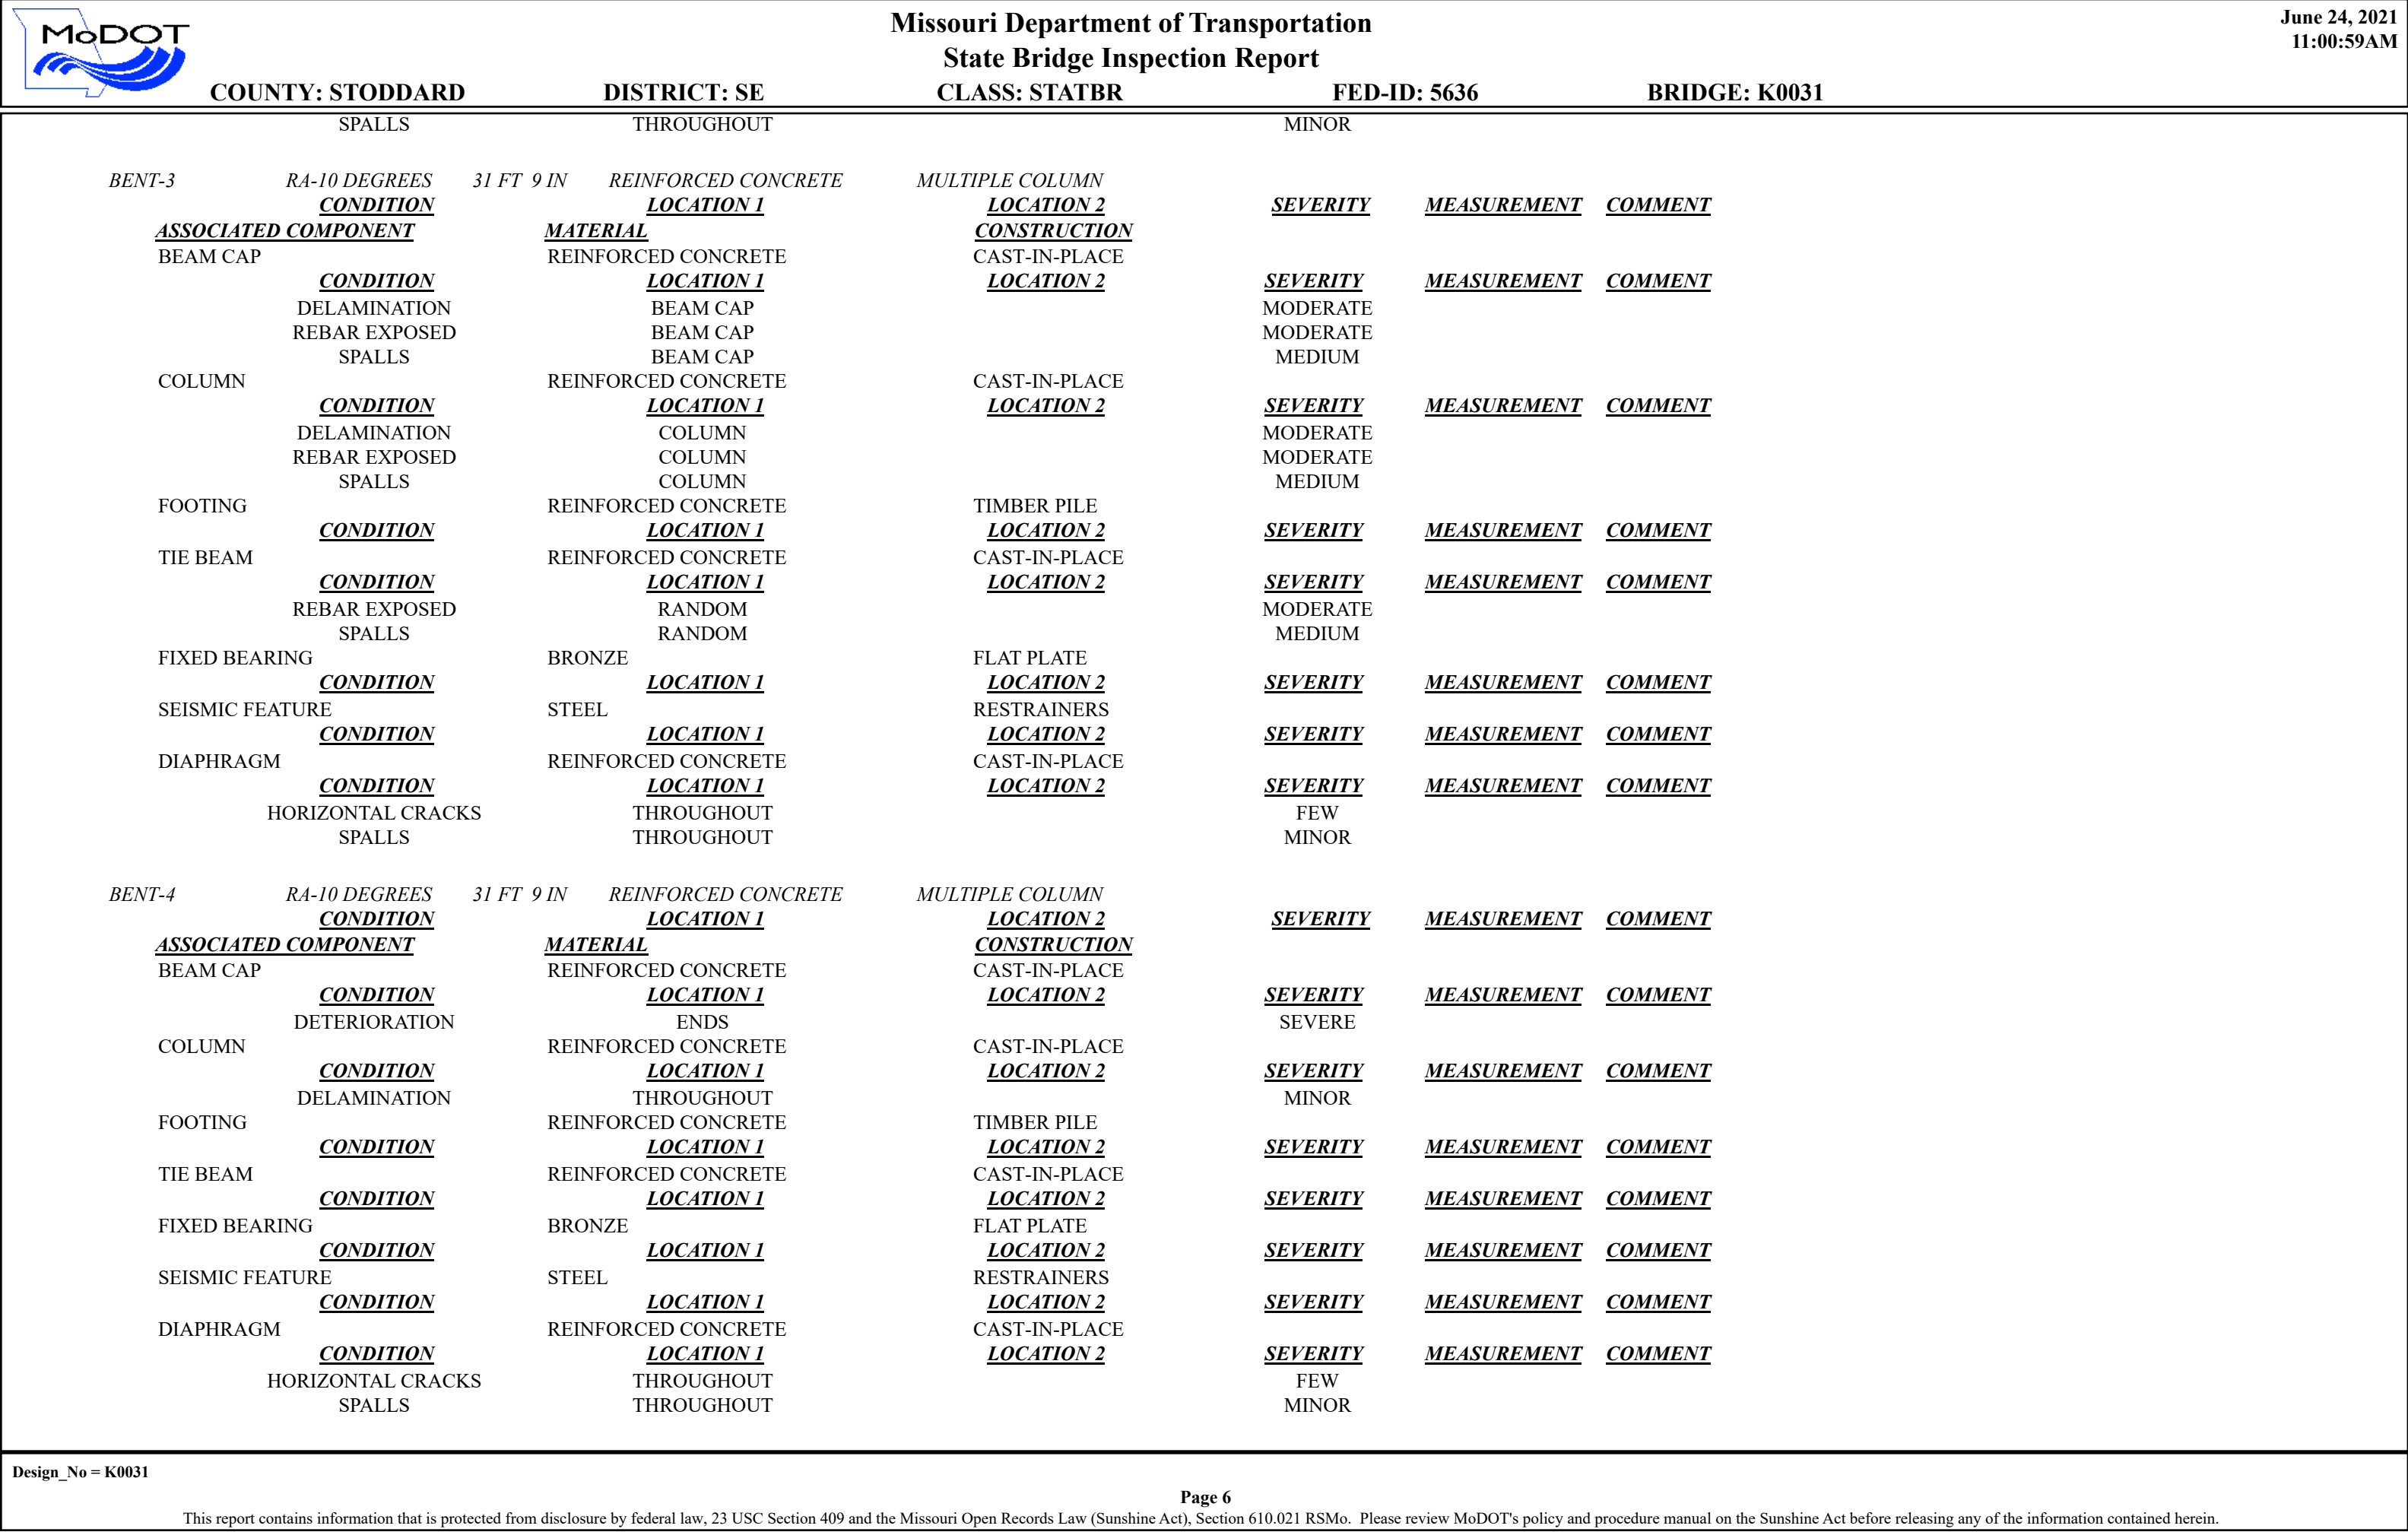 MoDOT
Missouri Department of Transportation
State Bridge Inspection Report
June 24, 2021
11:00:59AM
COUNTY: STODDARD DISTRICT: SE CLASS: STATBR FED-ID: 5636 BRIDGE: K0031
SPALLS THROUGHOUT MINOR
BENT-3 RA-10 DEGREES 31 FT 9 IN REINFORCED CONCRETE MULTIPLE COLUMN
CONDITION LOCATION 1 LOCATION 2 SEVERITY MEASUREMENT COMMENT
ASSOCIATED COMPONENT MATERIAL CONSTRUCTION
BEAM CAP REINFORCED CONCRETE CAST-IN-PLACE
CONDITION LOCATION 1 LOCATION 2 SEVERITY MEASUREMENT COMMENT
DELAMINATION BEAM CAP MODERATE
REBAR EXPOSED BEAM CAP MODERATE
SPALLS BEAM CAP MEDIUM
COLUMN REINFORCED CONCRETE CAST-IN-PLACE
CONDITION LOCATION 1 LOCATION 2 SEVERITY MEASUREMENT COMMENT
DELAMINATION COLUMN MODERATE
REBAR EXPOSED COLUMN MODERATE
SPALLS COLUMN MEDIUM
FOOTING REINFORCED CONCRETE TIMBER PILE
CONDITION LOCATION 1 LOCATION 2 SEVERITY MEASUREMENT COMMENT
TIE BEAM REINFORCED CONCRETE CAST-IN-PLACE
CONDITION LOCATION 1 LOCATION 2 SEVERITY MEASUREMENT COMMENT
REBAR EXPOSED RANDOM MODERATE
SPALLS RANDOM MEDIUM
FIXED BEARING BRONZE FLAT PLATE
CONDITION LOCATION 1 LOCATION 2 SEVERITY MEASUREMENT COMMENT
SEISMIC FEATURE STEEL RESTRAINERS
CONDITION LOCATION 1 LOCATION 2 SEVERITY MEASUREMENT COMMENT
DIAPHRAGM REINFORCED CONCRETE CAST-IN-PLACE
CONDITION LOCATION 1 LOCATION 2 SEVERITY MEASUREMENT COMMENT
HORIZONTAL CRACKS THROUGHOUT FEW
SPALLS THROUGHOUT MINOR
BENT-4 RA-10 DEGREES 31 FT 9 IN REINFORCED CONCRETE MULTIPLE COLUMN
CONDITION LOCATION 1 LOCATION 2 SEVERITY MEASUREMENT COMMENT
ASSOCIATED COMPONENT MATERIAL CONSTRUCTION
BEAM CAP REINFORCED CONCRETE CAST-IN-PLACE
CONDITION LOCATION 1 LOCATION 2 SEVERITY MEASUREMENT COMMENT
DETERIORATION ENDS SEVERE
COLUMN REINFORCED CONCRETE CAST-IN-PLACE
CONDITION LOCATION 1 LOCATION 2 SEVERITY MEASUREMENT COMMENT
DELAMINATION THROUGHOUT MINOR
FOOTING REINFORCED CONCRETE TIMBER PILE
CONDITION LOCATION 1 LOCATION 2 SEVERITY MEASUREMENT COMMENT
TIE BEAM REINFORCED CONCRETE CAST-IN-PLACE
CONDITION LOCATION 1 LOCATION 2 SEVERITY MEASUREMENT COMMENT
FIXED BEARING BRONZE FLAT PLATE
CONDITION LOCATION 1 LOCATION 2 SEVERITY MEASUREMENT COMMENT
SEISMIC FEATURE STEEL RESTRAINERS
CONDITION LOCATION 1 LOCATION 2 SEVERITY MEASUREMENT COMMENT
DIAPHRAGM REINFORCED CONCRETE CAST-IN-PLACE
CONDITION LOCATION 1 LOCATION 2 SEVERITY MEASUREMENT COMMENT
HORIZONTAL CRACKS THROUGHOUT FEW
SPALLS THROUGHOUT MINOR
Design_No = K0031
Page 6
This report contains information that is protected from disclosure by federal law, 23 USC Section 409 and the Missouri Open Records Law (Sunshine Act), Section 610.021 RSMo. Please review MoDOT's policy and procedure manual on the Sunshine Act before releasing any of the information contained herein.